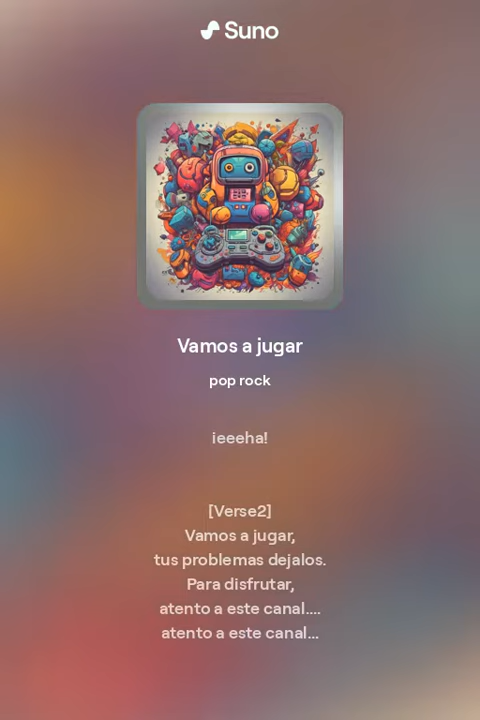 Suno
Vamos a jugar
pop rock
¡eeeha!
[Verse2]
Vamos a jugar,
tus problemas dejalos.
Para disfrutar,
atento a este canal....
atento a este canal...